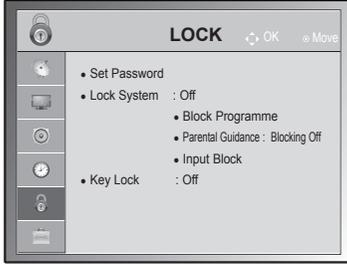 LOCK OK Move
• Set Password
• Lock System : Off
• Block Programme
• Parental Guidance : Blocking Off
• Input Block
• Key Lock : Off